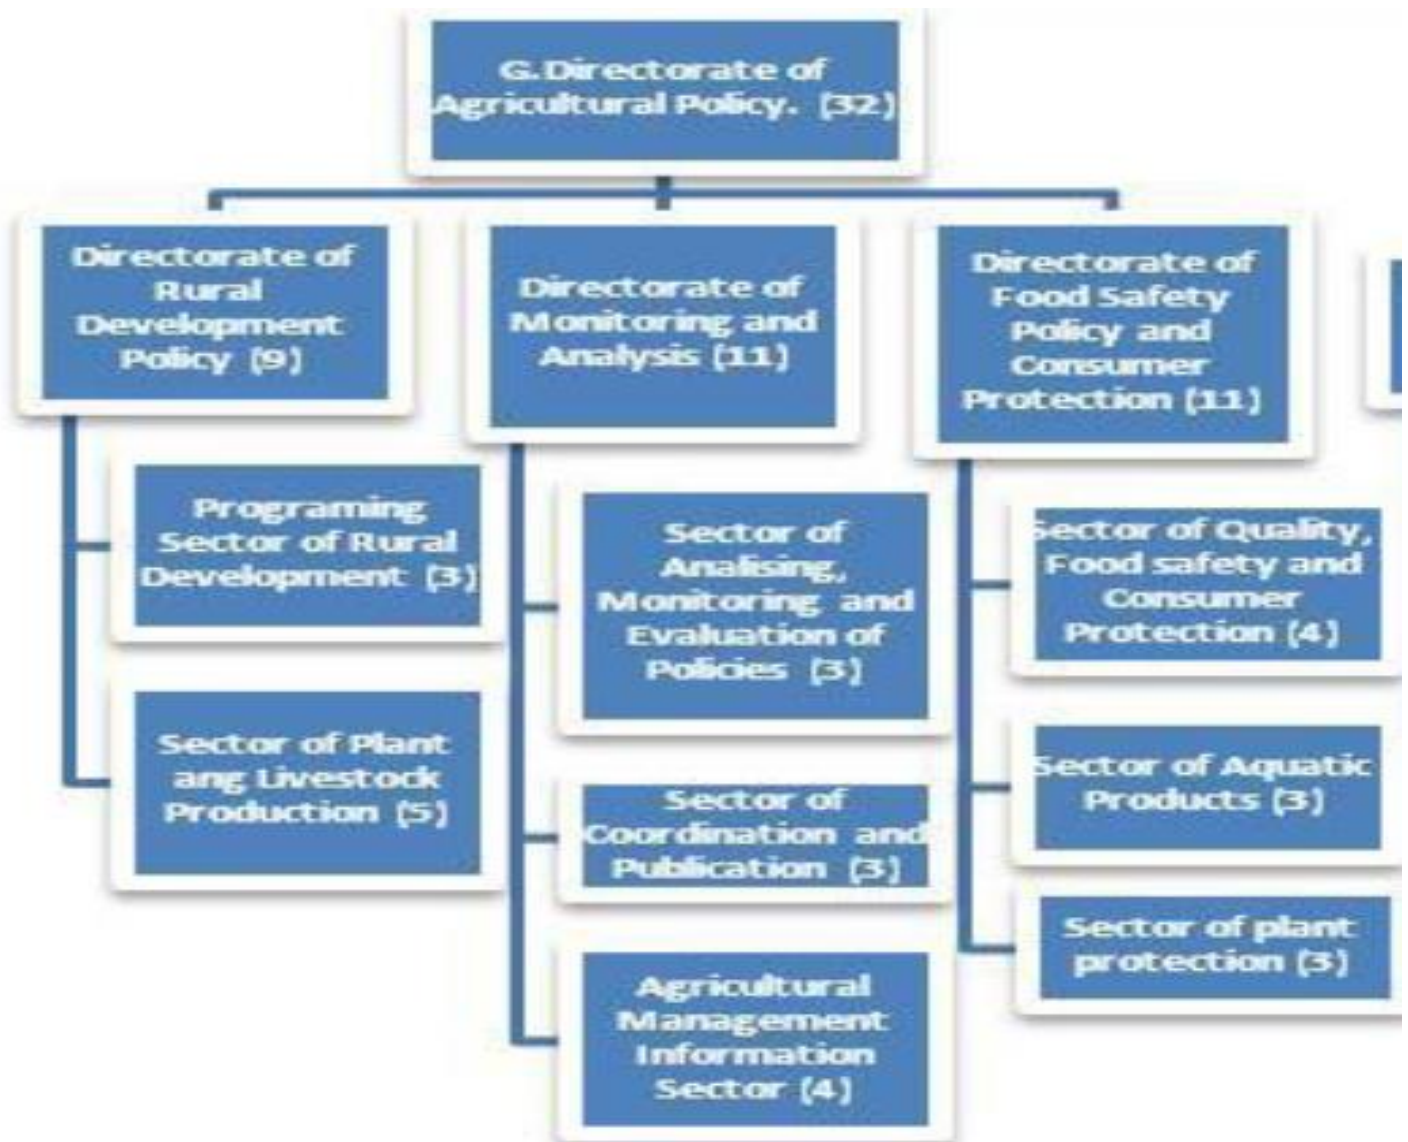 G.Directorate of
Agricultural Policy. (32)
Directorate of
Rural
Development
Policy (9)
Programing
Sector of Rural
Development (3)
Sector of Plant
ang Livestock
Production (5)
Directorate of
Monitoring and
Analysis (11)
Sector of
Analising,
Monitoring and
Evaluation of
Policies (3)
Sector of
Coordination and
Publication (3)
Agricultural
Management
Information
Sector (4)
Directorate of
Food Safety
Policy and
Consumer
Protection (11)
Sector of Quality,
Food safety and
Consumer
Protection (4)
Sector of Aquatic
Products (3)
Sector of plant
protection (3)